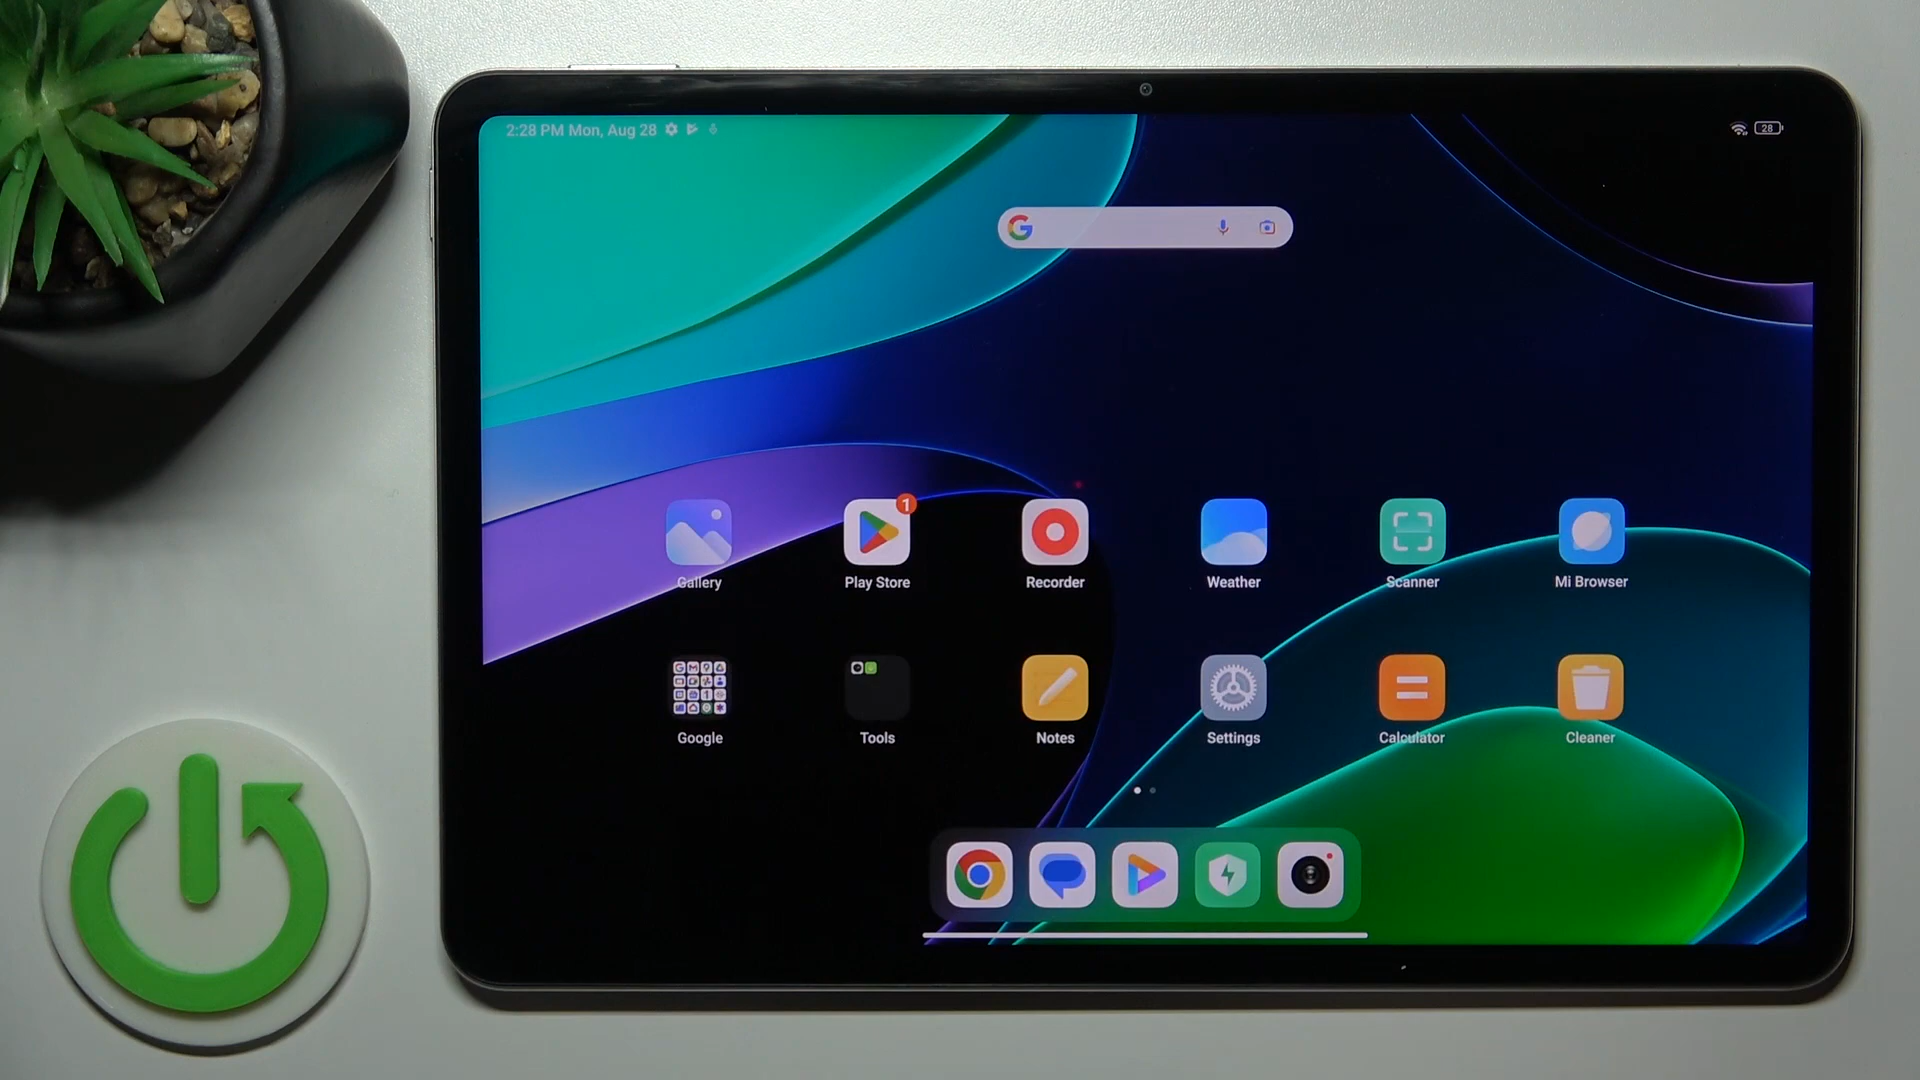 2:28 PM Mon, Aug 28
28
1
Gallery
Play Store
Recorder
Weather
Scanner
Mi Browser
Google
Tools
Notes
Settings
Calculator
Cleaner